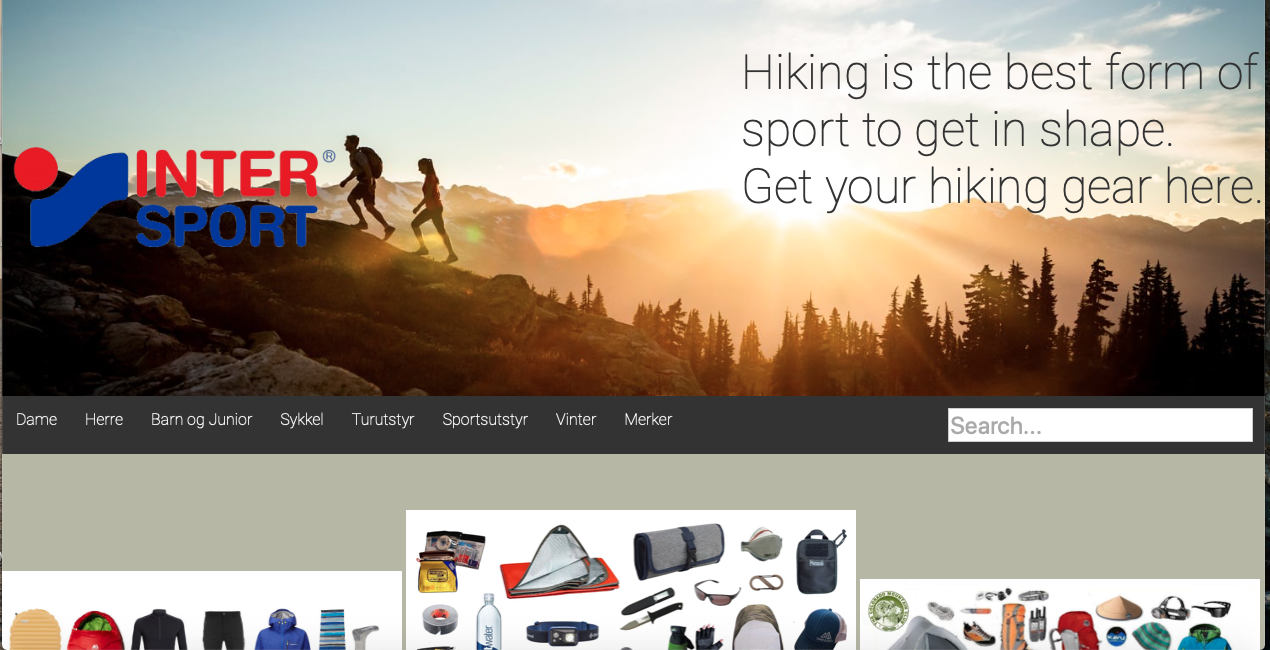 Hiking is the best form of
sport to get in shape.
Get your hiking gear here.
INTER®
SPORT
Dame Herre Barn og Junior Sykkel Turutstyr Sportsutstyr Vinter Merker Search...
water